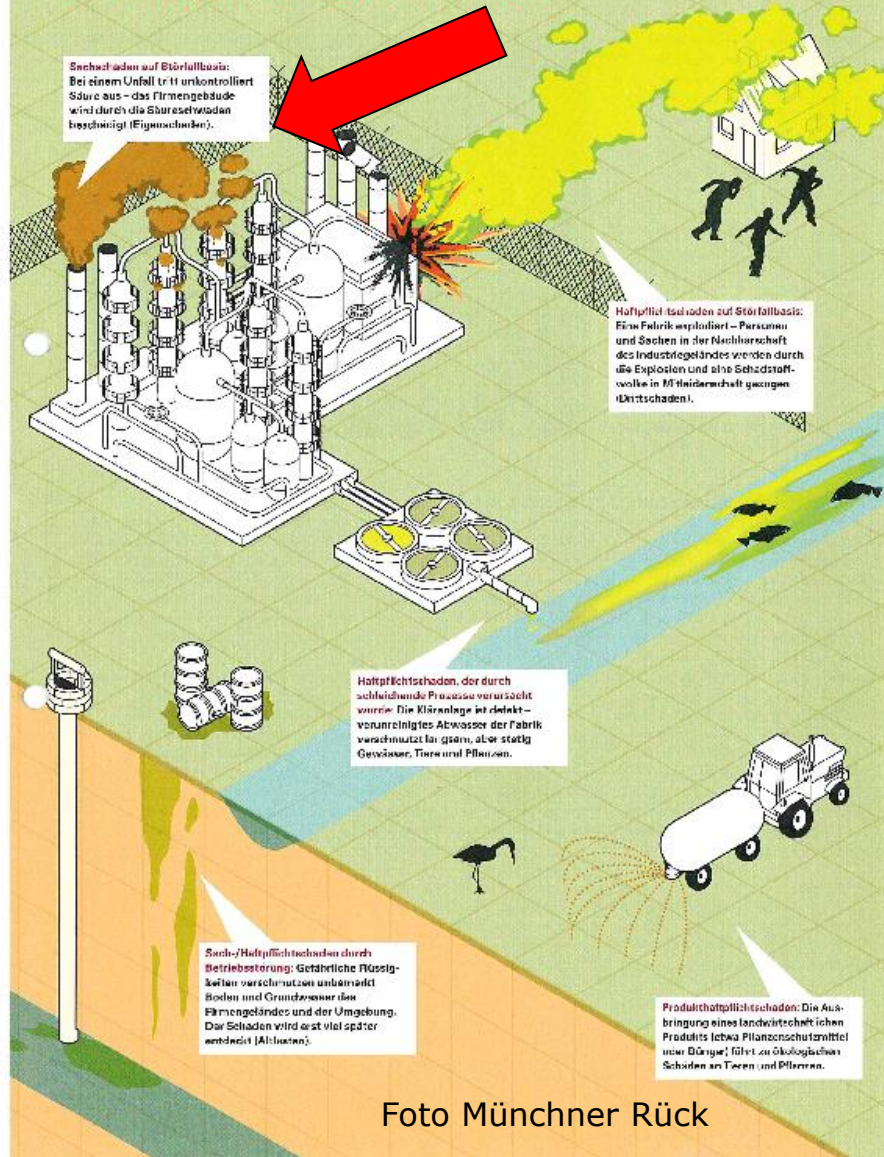 Sachschaden auf Störfallbasis:
Bei einem Unfall tritt unkontrolliert
Säure aus – das Firmengebäude
wird durch die Säureschwaden
beschädigt (Eigenschaden).
Haftpflichtschaden auf Störfallbasis:
Eine Fabrik explodiert – Personen
und Sachen in der Nachbarschaft
des Industriegeländes werden durch
die Explosion und eine Schadstoff-
wolke in Mitleidenschaft gezogen
(Drittschaden).
Haftpflichtschaden, der durch
schleichende Prozesse verursacht
wurde: Die Kläranlage ist defekt –
verunreinigtes Abwasser der Fabrik
verschmutzt langsam, aber stetig
Gewässer, Tiere und Pflanzen.
Sach-/Haftpflichtschaden durch
Betriebsstörung: Gefährliche Flüssig-
keiten verschmutzen unbemerkt
Boden und Grundwasser des
Firmengeländes und der Umgebung.
Der Schaden wird erst viel später
entdeckt (Altlasten).
Produkthaftpflichtschaden: Die Aus-
bringung eines landwirtschaftlichen
Produkts (etwa Pflanzenschutzmittel
oder Dünger) führt zu ökologischen
Schäden an Tieren und Pflanzen.
Foto Münchner Rück